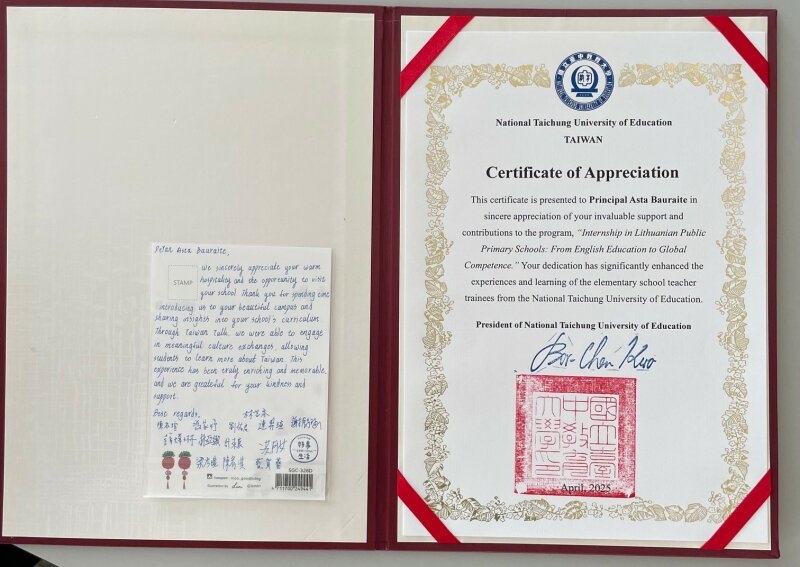 Dear Asta Bauraite,
STAMP
we sincerely appreciate your warm
hospitality and the opportunity to visit
your school. Thank you for spending time
introducing us to your beautiful campus and
sharing insights into your school's curriculum
Through Taiwan Talk, we were able to engage
in meaningful culture exchanges, allowing
students to learn more about Taiwan. This
experience has been truly enriching and memorable,
and we are grateful for your kindness and
support.
Best regards,
SGC-328D
4711700249441
National Taichung University of Education
TAIWAN
Certificate of Appreciation
This certificate is presented to Principal Asta Bauraite in
sincere appreciation of your invaluable support and
contributions to the program, “Internship in Lithuanian Public
Primary Schools: From English Education to Global
Competence.” Your dedication has significantly enhanced the
experiences and learning of the elementary school teacher
trainees from the National Taichung University of Education.
President of National Taichung University of Education
Bor-Chen Kuo
April, 2025